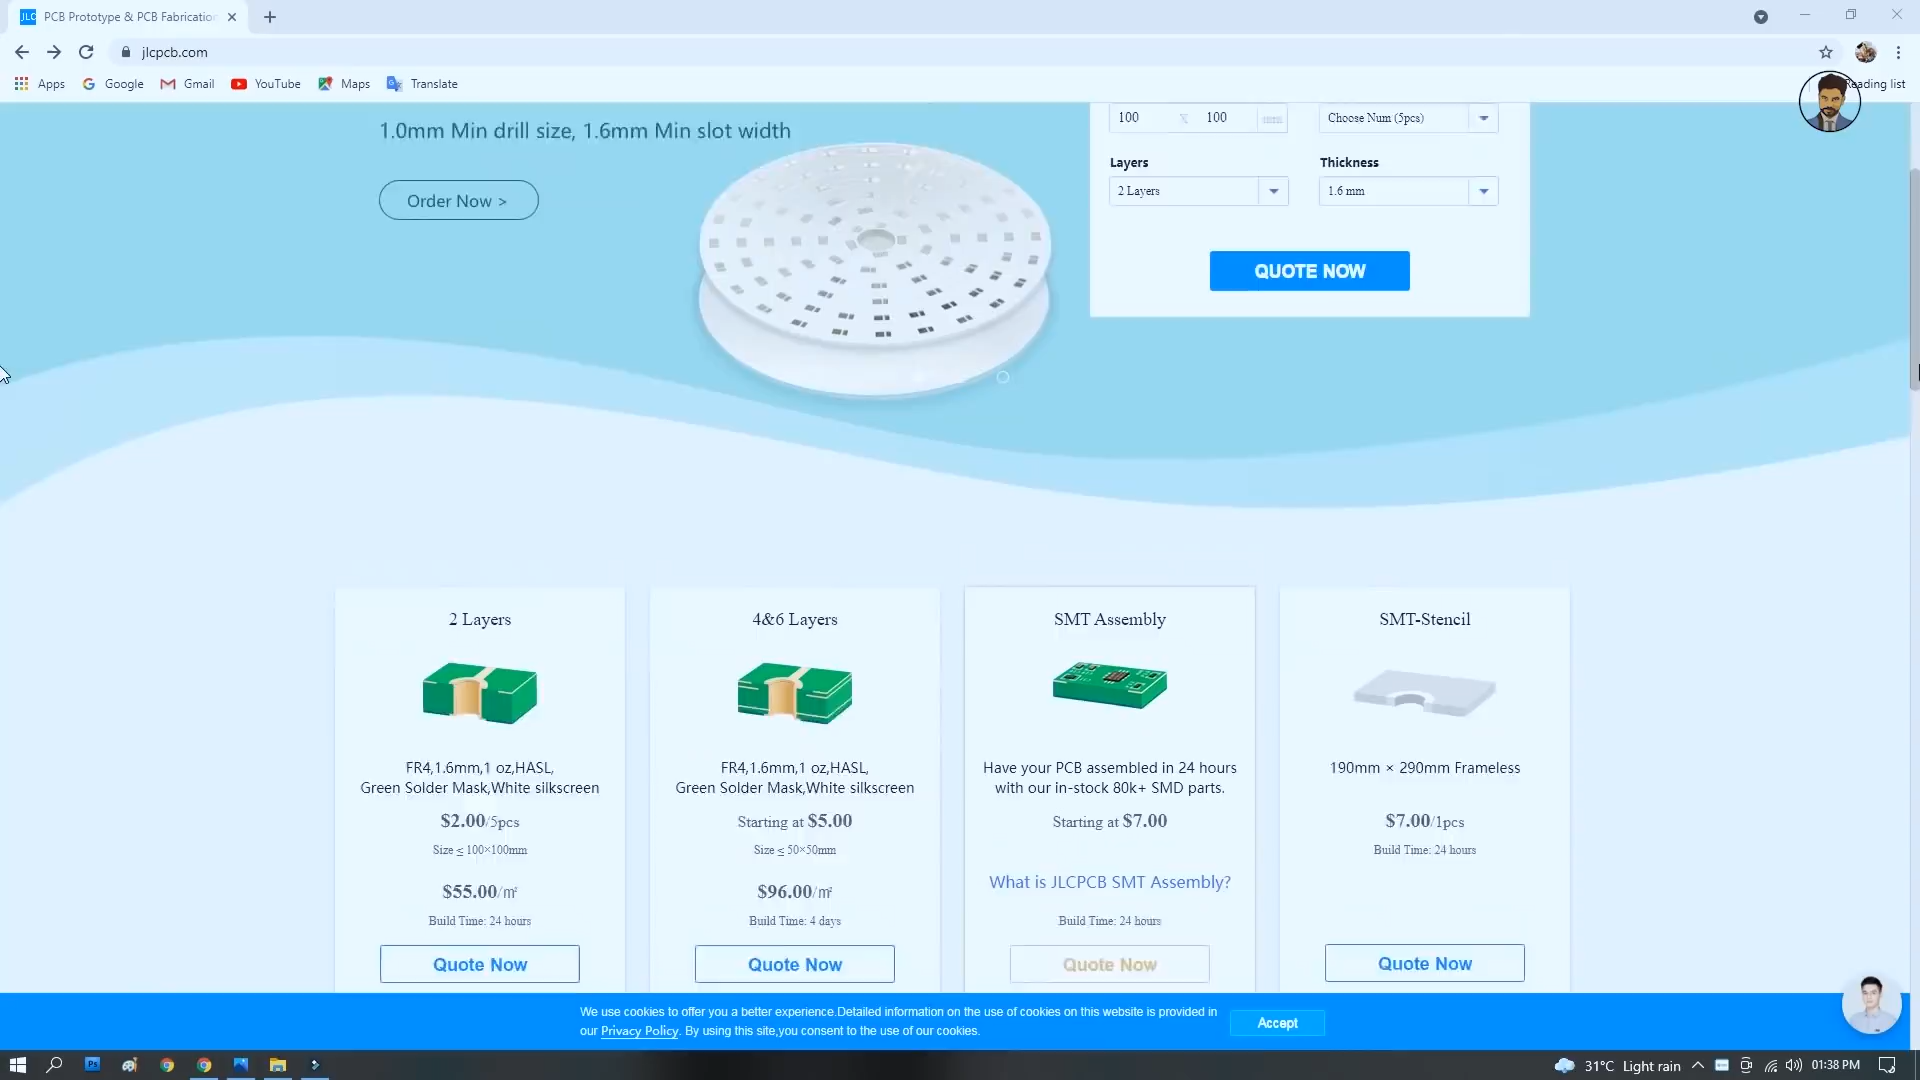 JLC PCB Prototype & PCB Fabrication
jlcpcb.com
Apps Google Gmail YouTube Maps Translate Reading list
1.0mm Min drill size, 1.6mm Min slot width
Order Now >
100 X 100 mm Choose Num (5pcs)
Layers Thickness
2 Layers 1.6 mm
QUOTE NOW
2 Layers
FR4,1.6mm,1 oz,HASL,
Green Solder Mask,White silkscreen
$2.00/5pcs
Size ≤ 100×100mm
$55.00/㎡
Build Time: 24 hours
Quote Now
4&6 Layers
FR4,1.6mm,1 oz,HASL,
Green Solder Mask,White silkscreen
Starting at $5.00
Size ≤ 50×50mm
$96.00/㎡
Build Time: 4 days
Quote Now
SMT Assembly
Have your PCB assembled in 24 hours
with our in-stock 80k+ SMD parts.
Starting at $7.00
What is JLCPCB SMT Assembly?
Build Time: 24 hours
Quote Now
SMT-Stencil
190mm × 290mm Frameless
$7.00/1pcs
Build Time: 24 hours
Quote Now
We use cookies to offer you a better experience.Detailed information on the use of cookies on this website is provided in
our Privacy Policy. By using this site,you consent to the use of our cookies.
Accept
Ps
31°C Light rain 01:38 PM